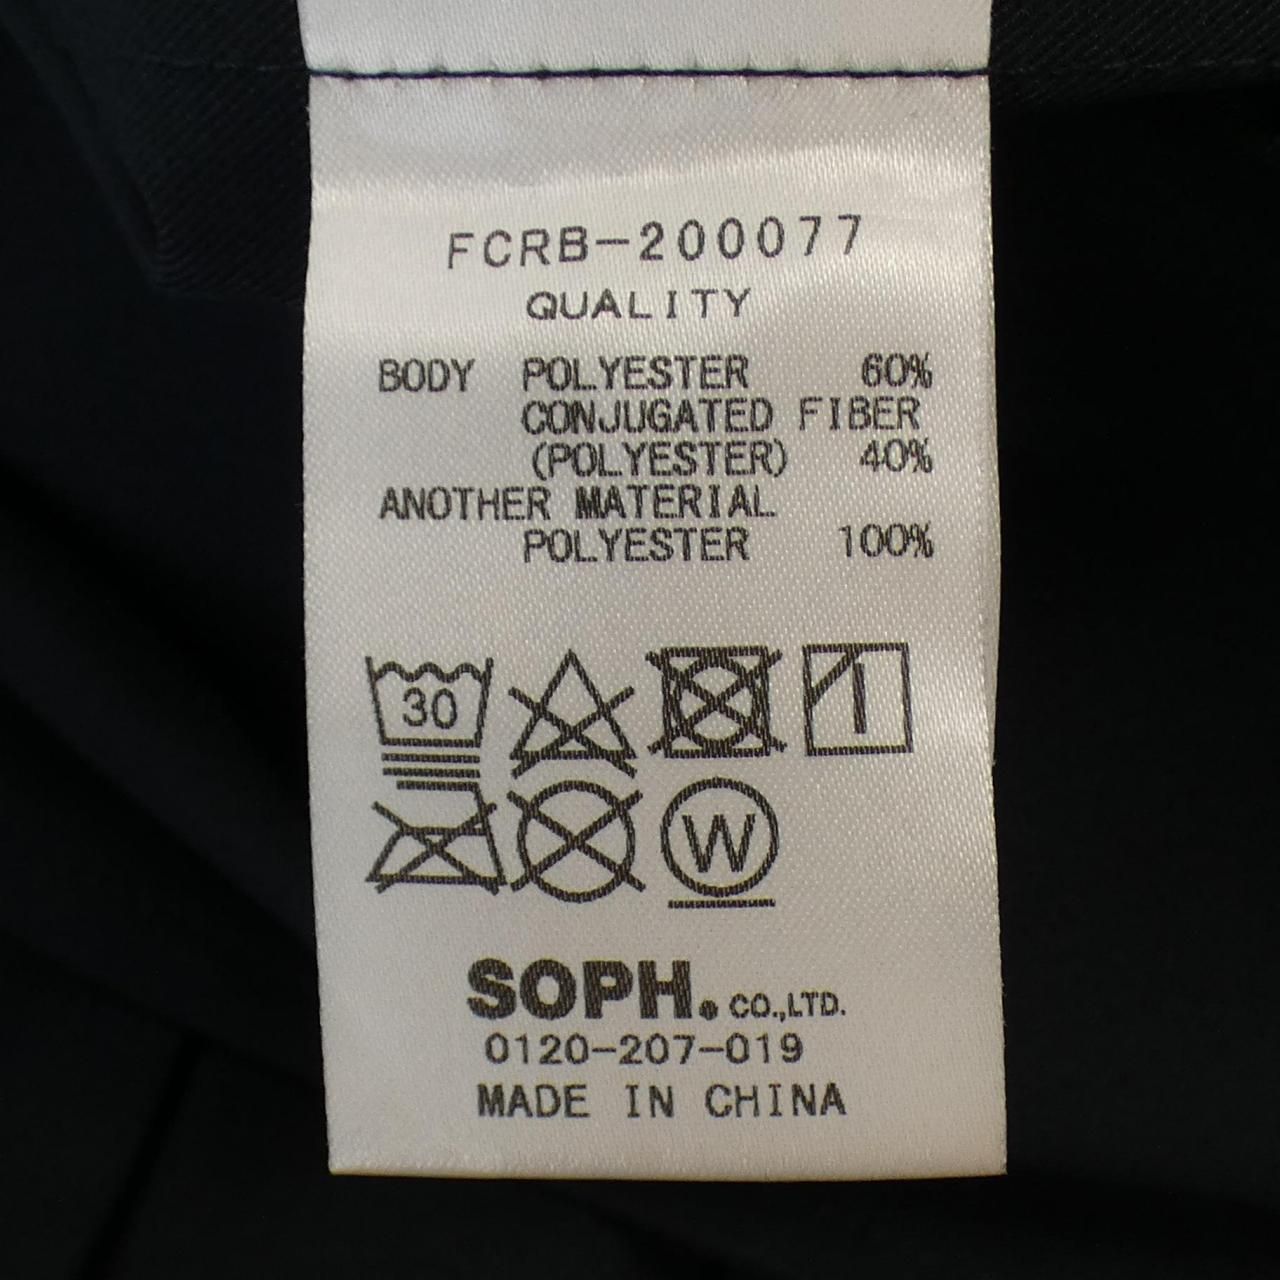 FCRB-200077
QUALITY
BODY POLYESTER 60%
CONJUGATED FIBER
(POLYESTER) 40%
ANOTHER MATERIAL
POLYESTER 100%
30
W
SOPH. CO.,LTD.
0120-207-019
MADE IN CHINA